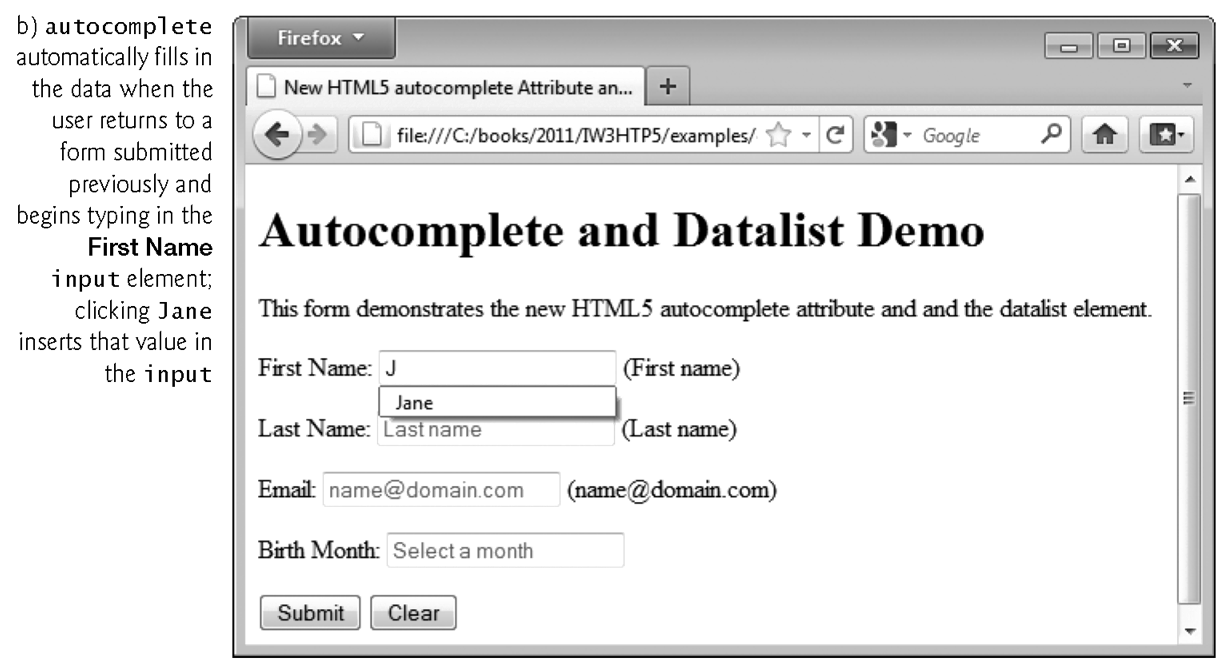 b) autocomplete
automatically fills in
the data when the
user returns to a
form submitted
previously and
begins typing in the
First Name
input element;
clicking Jane
inserts that value in
the input
Firefox
New HTML5 autocomplete Attribute an...
file:///C:/books/2011/IW3HTP5/examples/
Google
Autocomplete and Datalist Demo
This form demonstrates the new HTML5 autocomplete attribute and and the datalist element.
First Name: J (First name)
Jane
Last Name: Last name (Last name)
Email: name@domain.com (name@domain.com)
Birth Month: Select a month
Submit Clear